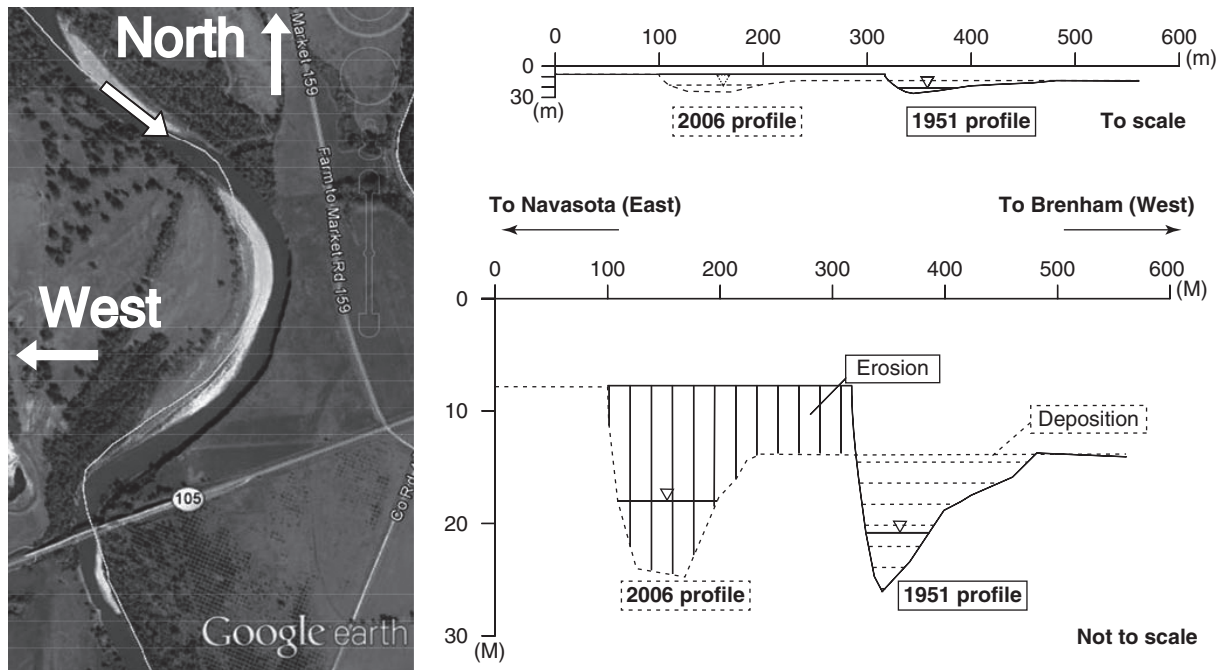 North
Market 159
Farm to Market Rd 159
West
105
Co Rd
Google earth
0 100 200 300 400 500 600
(m)
0
30
(m)
2006 profile
1951 profile
To scale
To Navasota (East)
To Brenham (West)
0 100 200 300 400 500 600
(M)
0
10
20
30
(M)
Erosion
Deposition
2006 profile
1951 profile
Not to scale